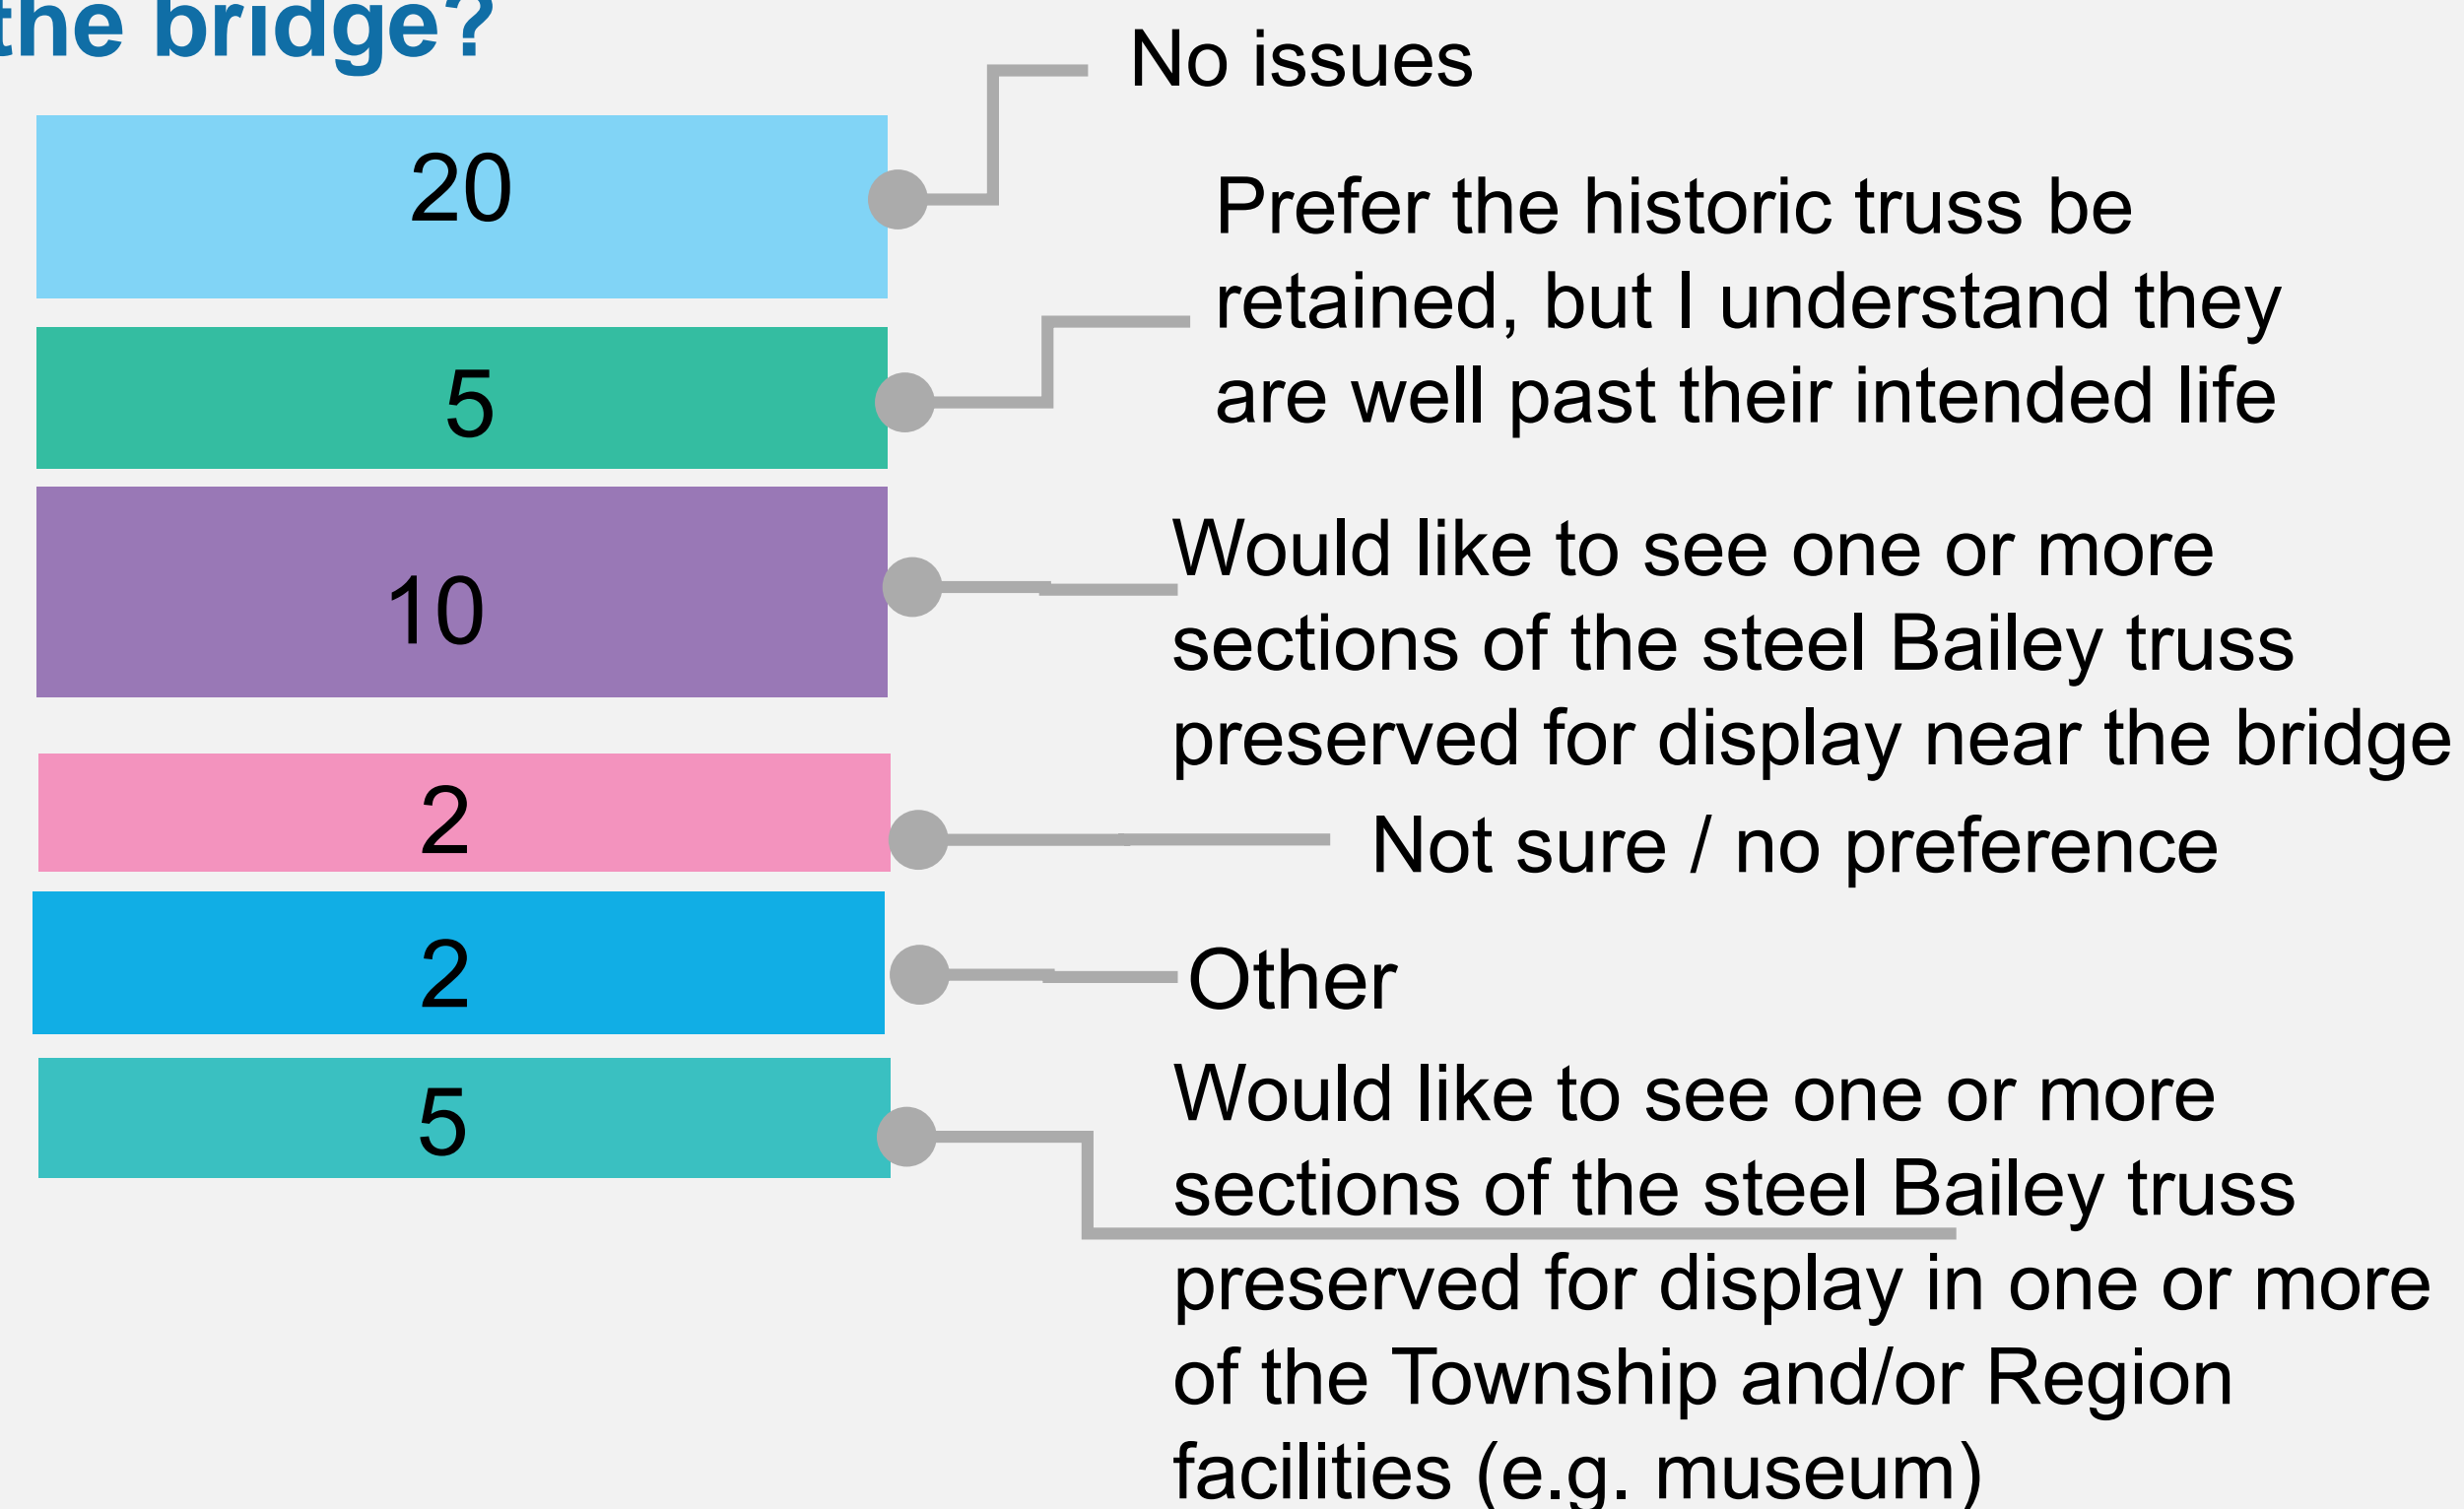 the bridge?
20
No issues
5
Prefer the historic truss be
retained, but I understand they
are well past their intended life
10
Would like to see one or more
sections of the steel Bailey truss
preserved for display near the bridge
2
Not sure / no preference
2
Other
5
Would like to see one or more
sections of the steel Bailey truss
preserved for display in one or more
of the Township and/or Region
facilities (e.g. museum)